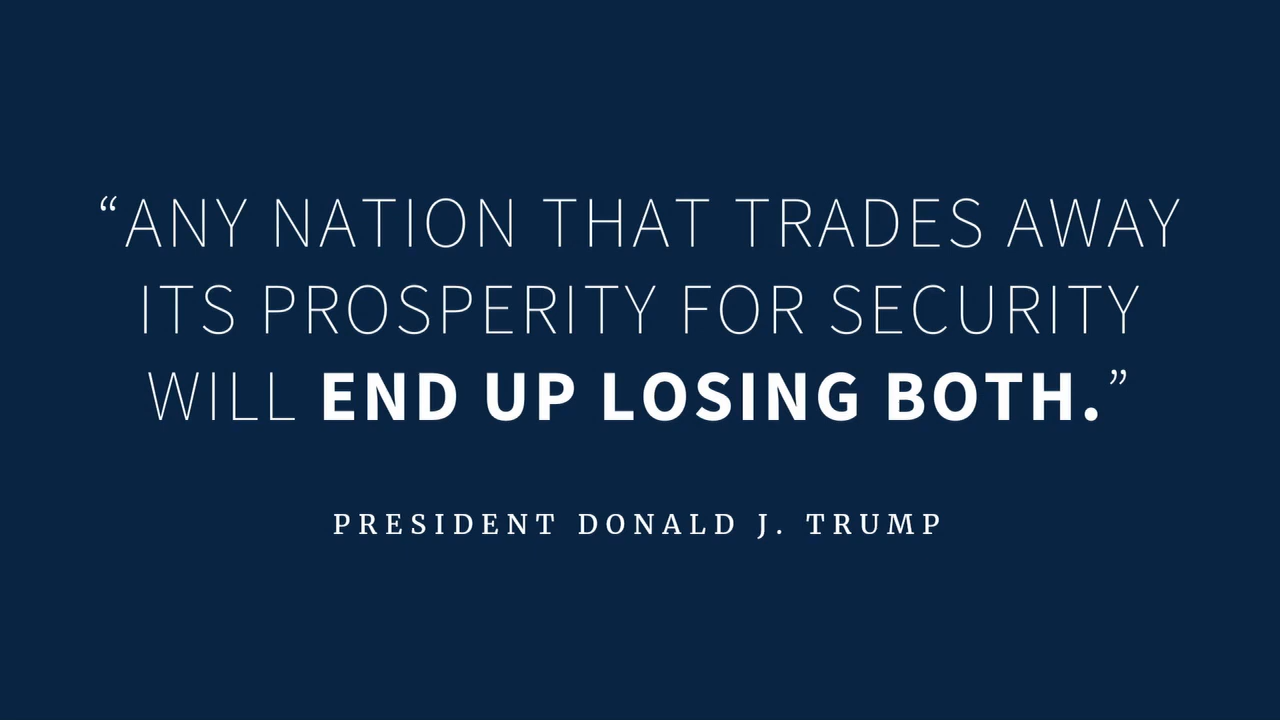 “ANY NATION THAT TRADES AWAY
ITS PROSPERITY FOR SECURITY
WILL END UP LOSING BOTH.”
PRESIDENT DONALD J. TRUMP